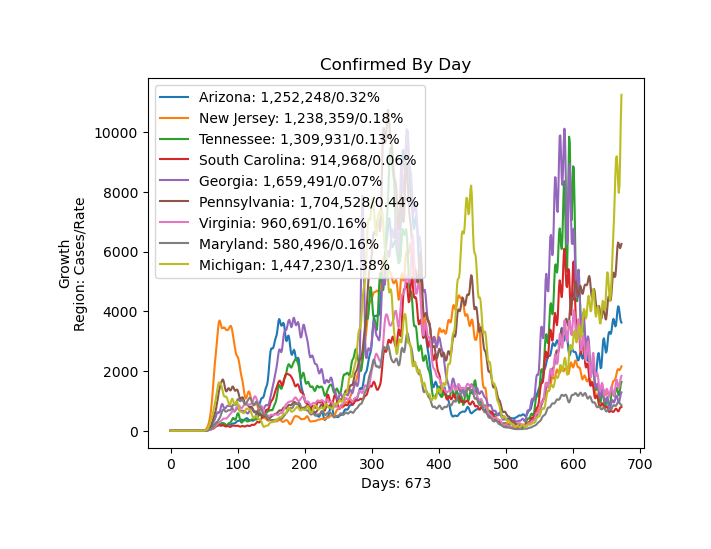 Confirmed By Day
Growth
Region: Cases/Rate
10000
8000
6000
4000
2000
0
Arizona: 1,252,248/0.32%
New Jersey: 1,238,359/0.18%
Tennessee: 1,309,931/0.13%
South Carolina: 914,968/0.06%
Georgia: 1,659,491/0.07%
Pennsylvania: 1,704,528/0.44%
Virginia: 960,691/0.16%
Maryland: 580,496/0.16%
Michigan: 1,447,230/1.38%
0 100 200 300 400 500 600 700
Days: 673